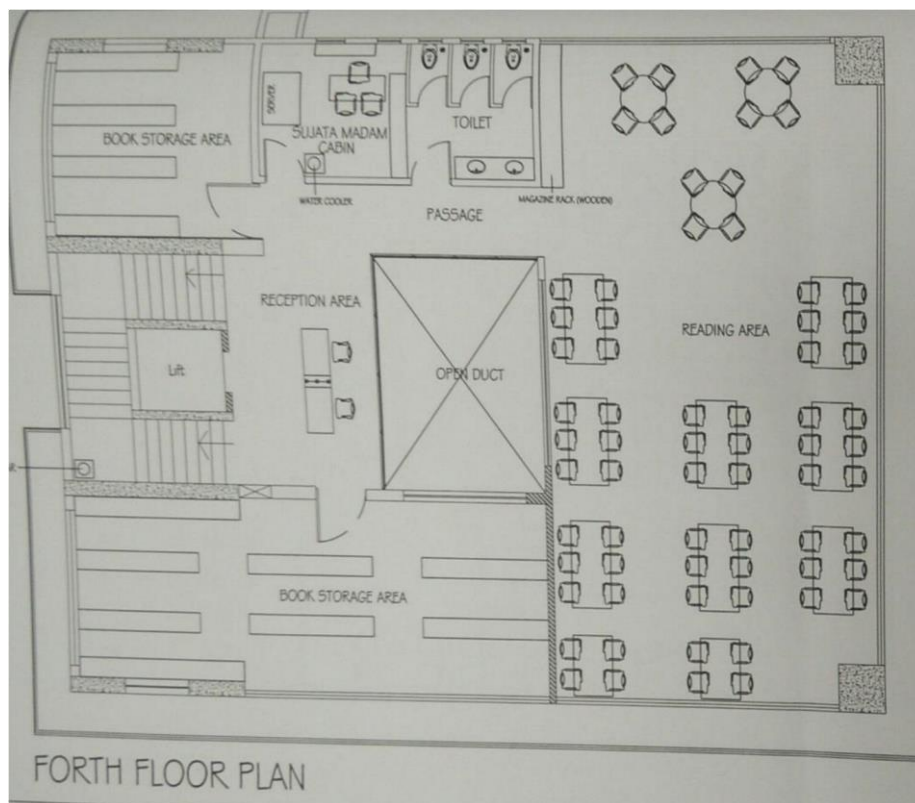 SERVER
SUJATA MADAM
CABIN
TOILET
BOOK STORAGE AREA
WATER COOLER
MAGAZINE RACK (WOODEN)
PASSAGE
RECEPTION AREA
READING AREA
Lift
OPEN DUCT
BOOK STORAGE AREA
FORTH FLOOR PLAN